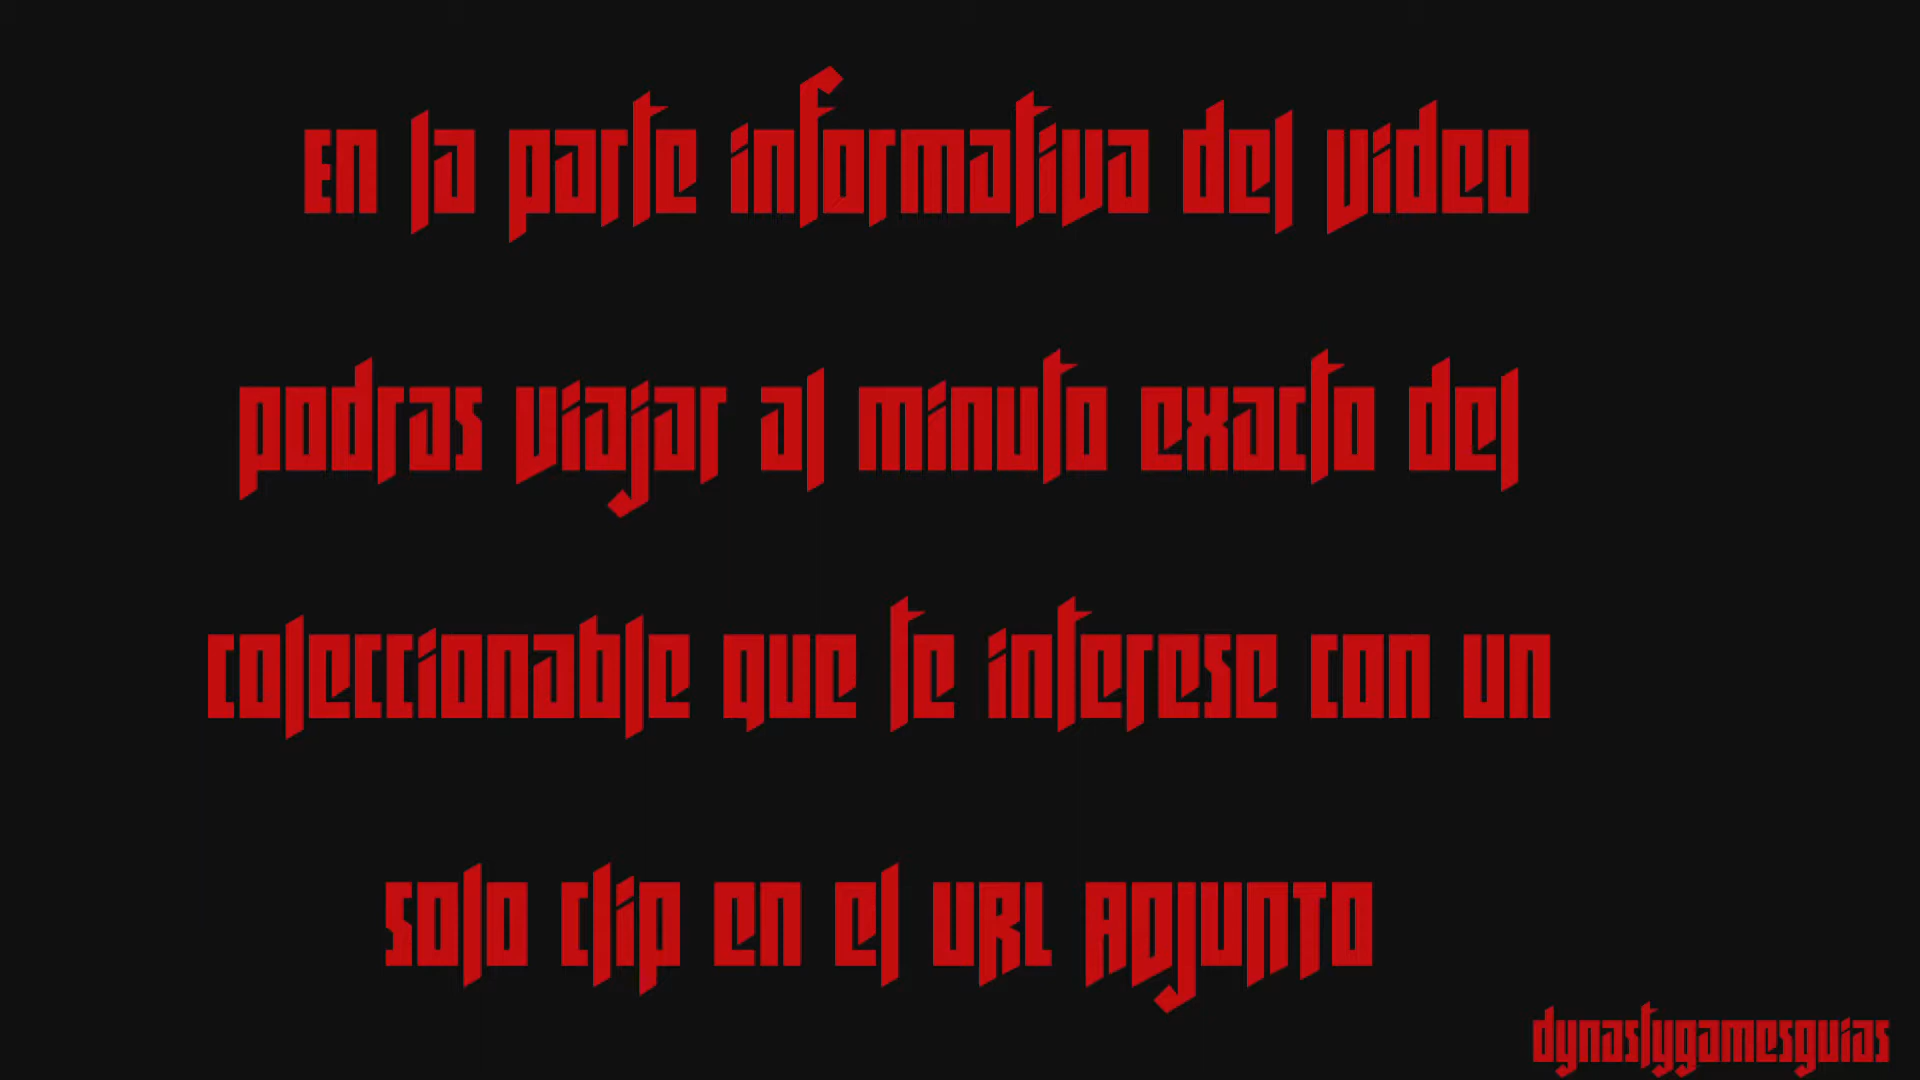 En la parte informativa del video
podras viajar al minuto exacto del
coleccionable que te interese con un
solo clip en el URL ADJUNTO
dynastygamesguias